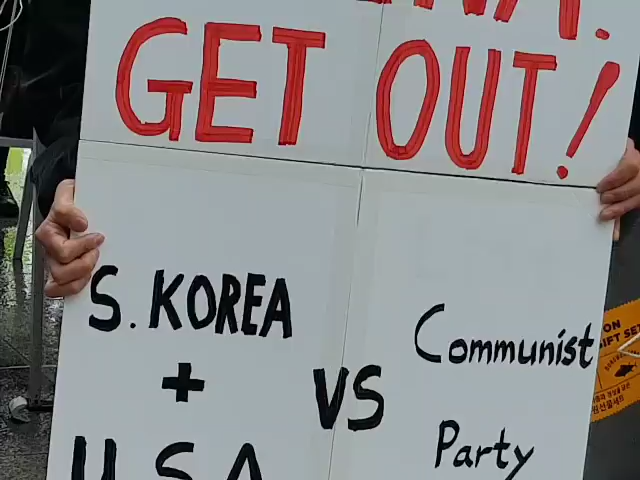 GET OUT!
S. KOREA
+
USA
VS
Communist
Party